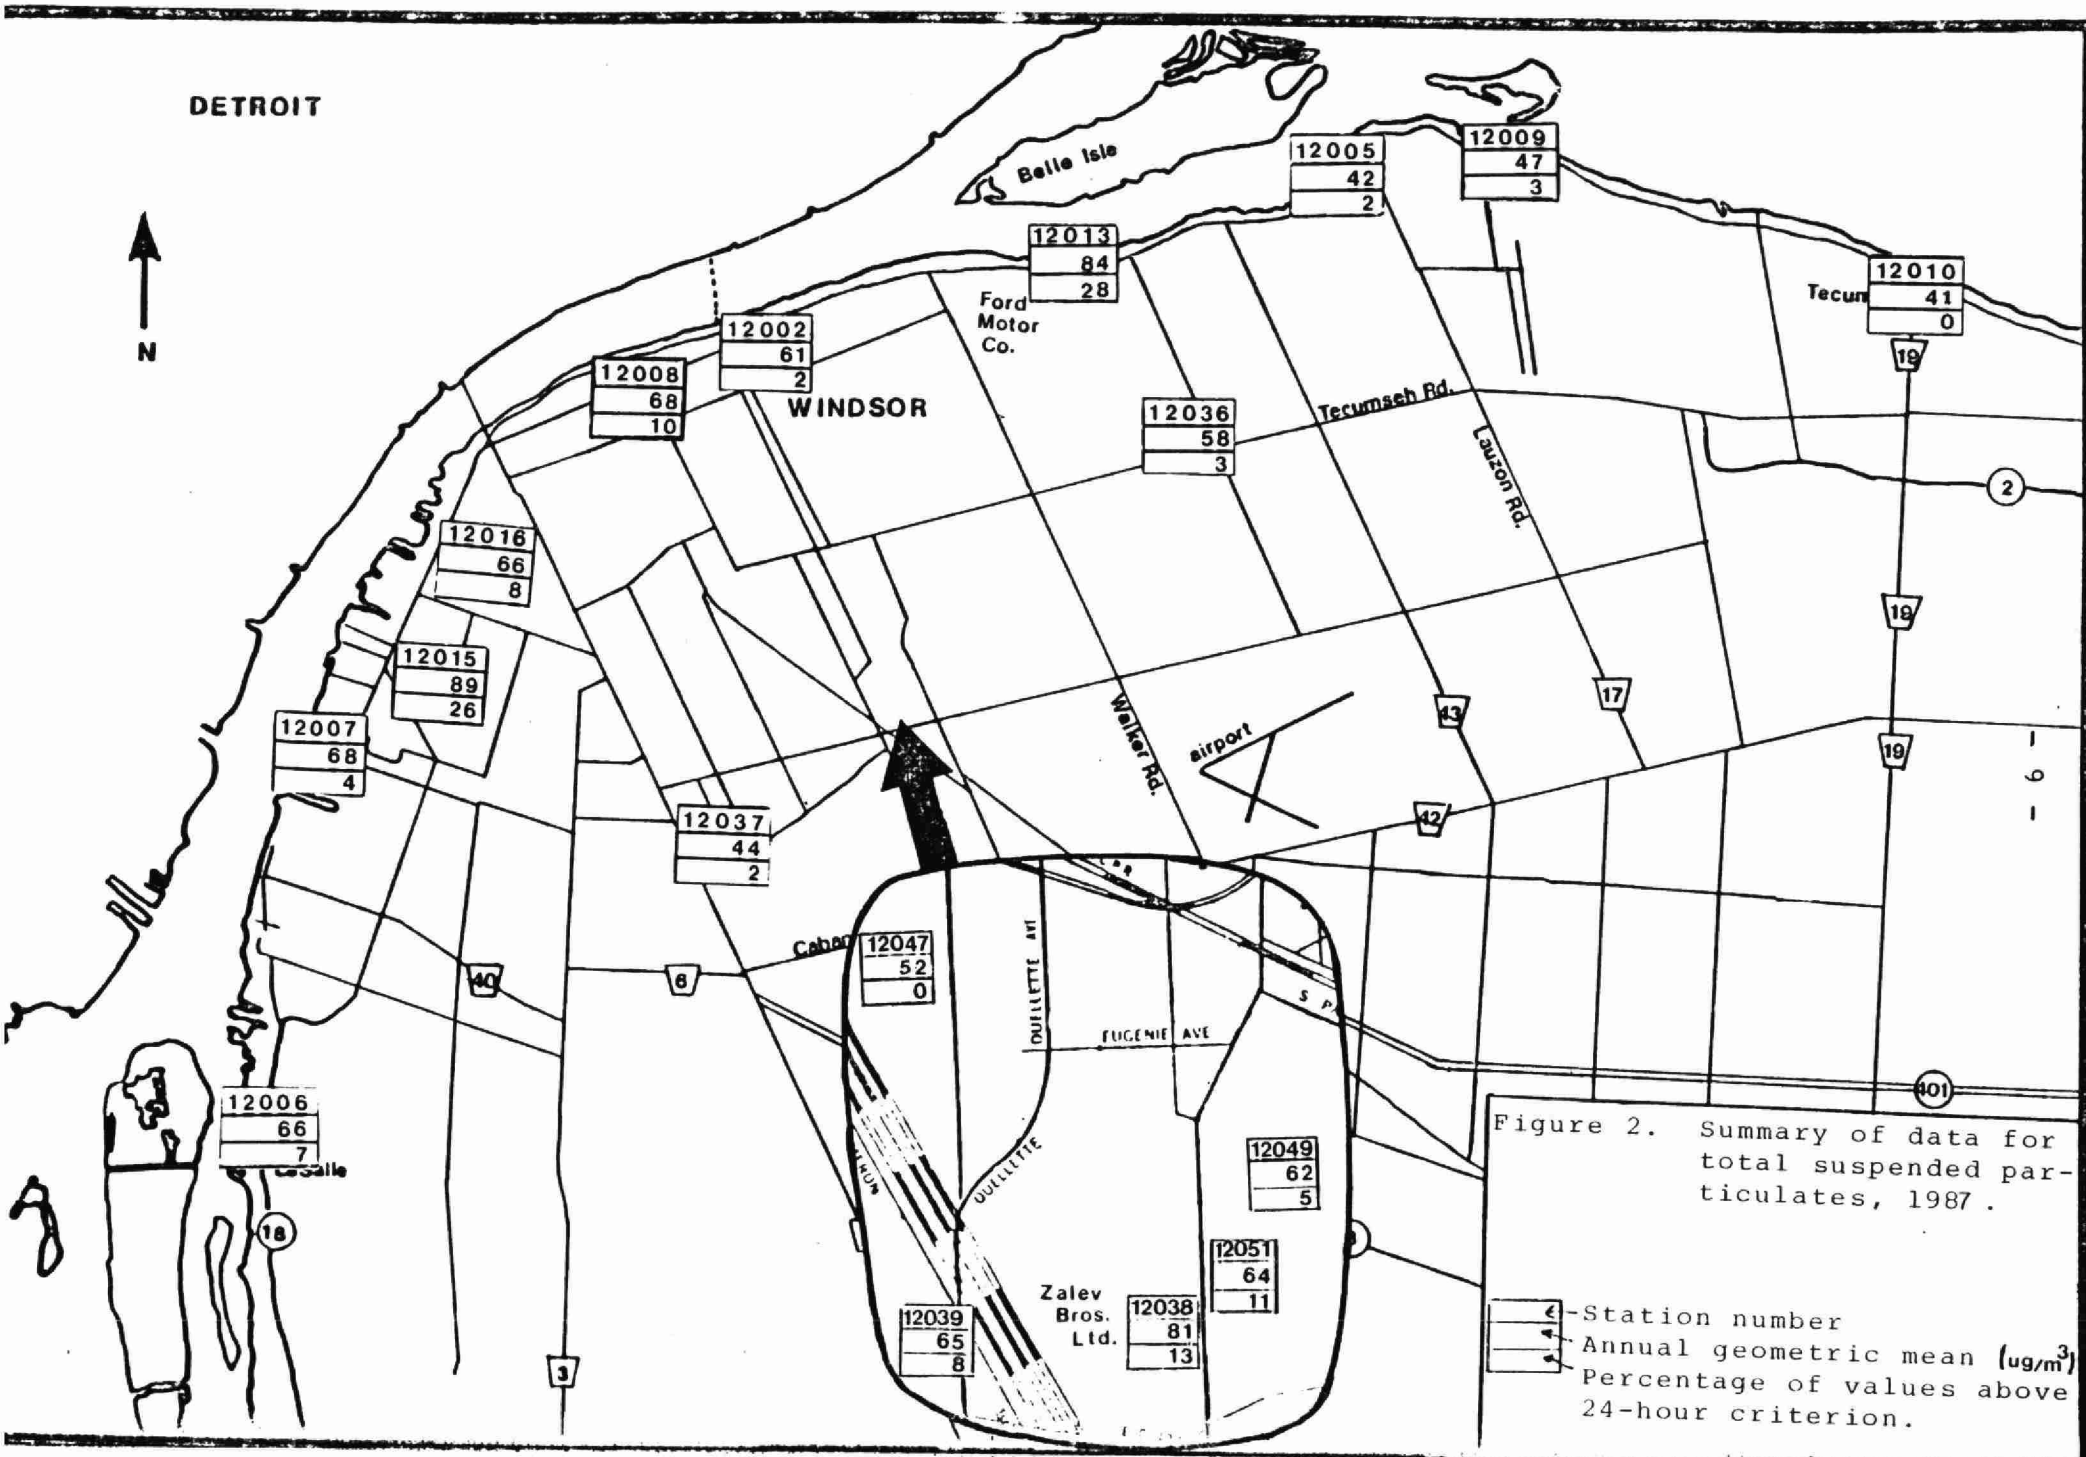 DETROIT
N
Belle Isle
12005
42
2
12009
47
3
12013
84
28
12010
41
0
Tecum
19
Ford
Motor
Co.
12002
61
2
12008
68
10
WINDSOR
12036
58
3
Tecumseh Rd.
Lauzon Rd.
2
12016
66
8
19
12015
89
26
12007
68
4
Walker Rd.
airport
43
17
19
- 9 -
42
12037
44
2
Caban
12047
52
0
40
6
OUELLETTE AVE
EUGENIE AVE
S P
401
12006
66
7
LaSalle
18
OUELLETTE
HURON
12049
62
5
12051
64
11
Zalev
Bros.
Ltd.
12038
81
13
12039
65
8
3
Figure 2. Summary of data for
total suspended par-
ticulates, 1987.
Station number
Annual geometric mean (ug/m³)
Percentage of values above
24-hour criterion.